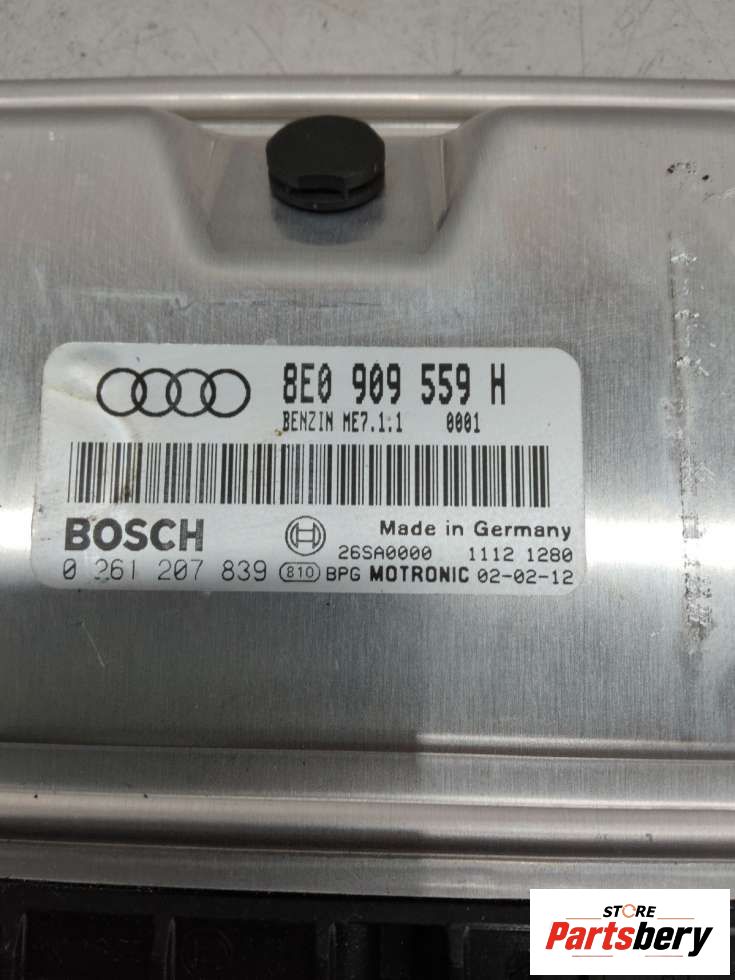 8E0 909 559 H
BENZIN ME7.1.1 0001
BOSCH
Made in Germany
26SA0000 1112 1280
0 261 207 839 810 BPG MOTRONIC 02-02-12
STORE
Partsbery